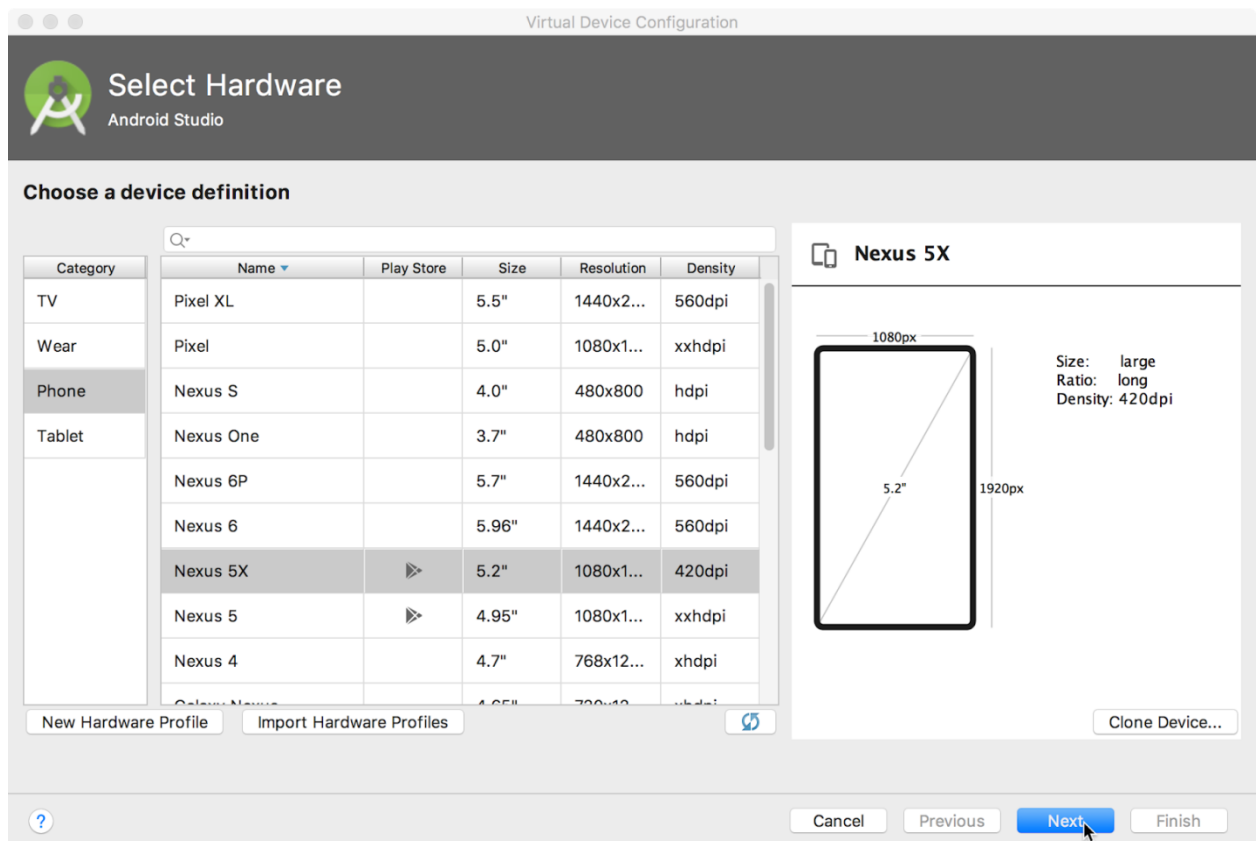 Virtual Device Configuration
Select Hardware
Android Studio
Choose a device definition
Category
TV
Wear
Phone
Tablet
Name Play Store Size Resolution Density
Pixel XL 5.5" 1440x2... 560dpi
Pixel 5.0" 1080x1... xxhdpi
Nexus S 4.0" 480x800 hdpi
Nexus One 3.7" 480x800 hdpi
Nexus 6P 5.7" 1440x2... 560dpi
Nexus 6 5.96" 1440x2... 560dpi
Nexus 5X 5.2" 1080x1... 420dpi
Nexus 5 4.95" 1080x1... xxhdpi
Nexus 4 4.7" 768x12... xhdpi
New Hardware Profile Import Hardware Profiles
Nexus 5X
1080px
5.2"
1920px
Size: large
Ratio: long
Density: 420dpi
Clone Device...
? Cancel Previous Next Finish